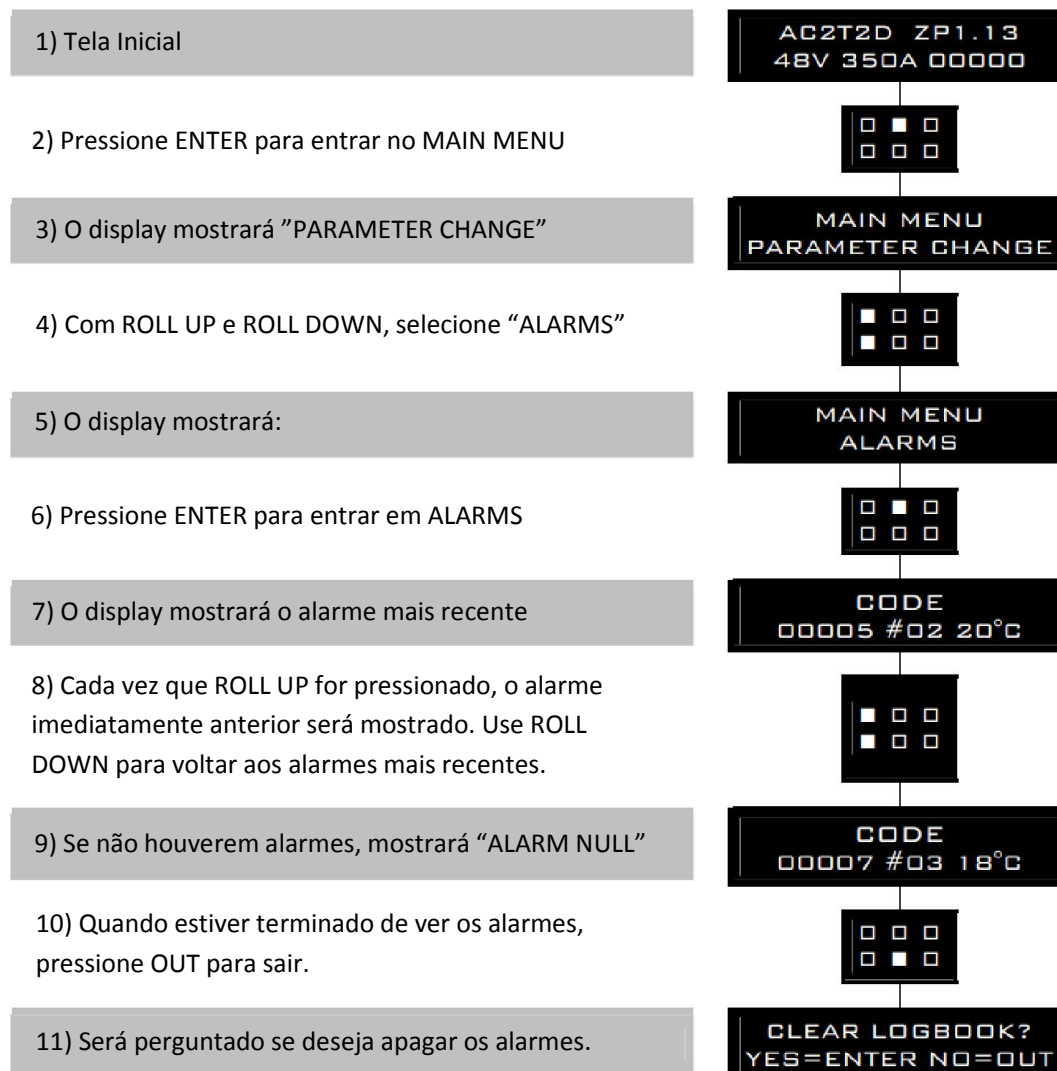 1) Tela Inicial
AC2T2D ZP1.13
48V 350A 00000
2) Pressione ENTER para entrar no MAIN MENU
3) O display mostrará ”PARAMETER CHANGE”
MAIN MENU
PARAMETER CHANGE
4) Com ROLL UP e ROLL DOWN, selecione “ALARMS”
5) O display mostrará:
MAIN MENU
ALARMS
6) Pressione ENTER para entrar em ALARMS
7) O display mostrará o alarme mais recente
CODE
00005 #02 20°C
8) Cada vez que ROLL UP for pressionado, o alarme
imediatamente anterior será mostrado. Use ROLL
DOWN para voltar aos alarmes mais recentes.
9) Se não houverem alarmes, mostrará “ALARM NULL”
CODE
00007 #03 18°C
10) Quando estiver terminado de ver os alarmes,
pressione OUT para sair.
11) Será perguntado se deseja apagar os alarmes.
CLEAR LOGBOOK?
YES=ENTER NO=OUT